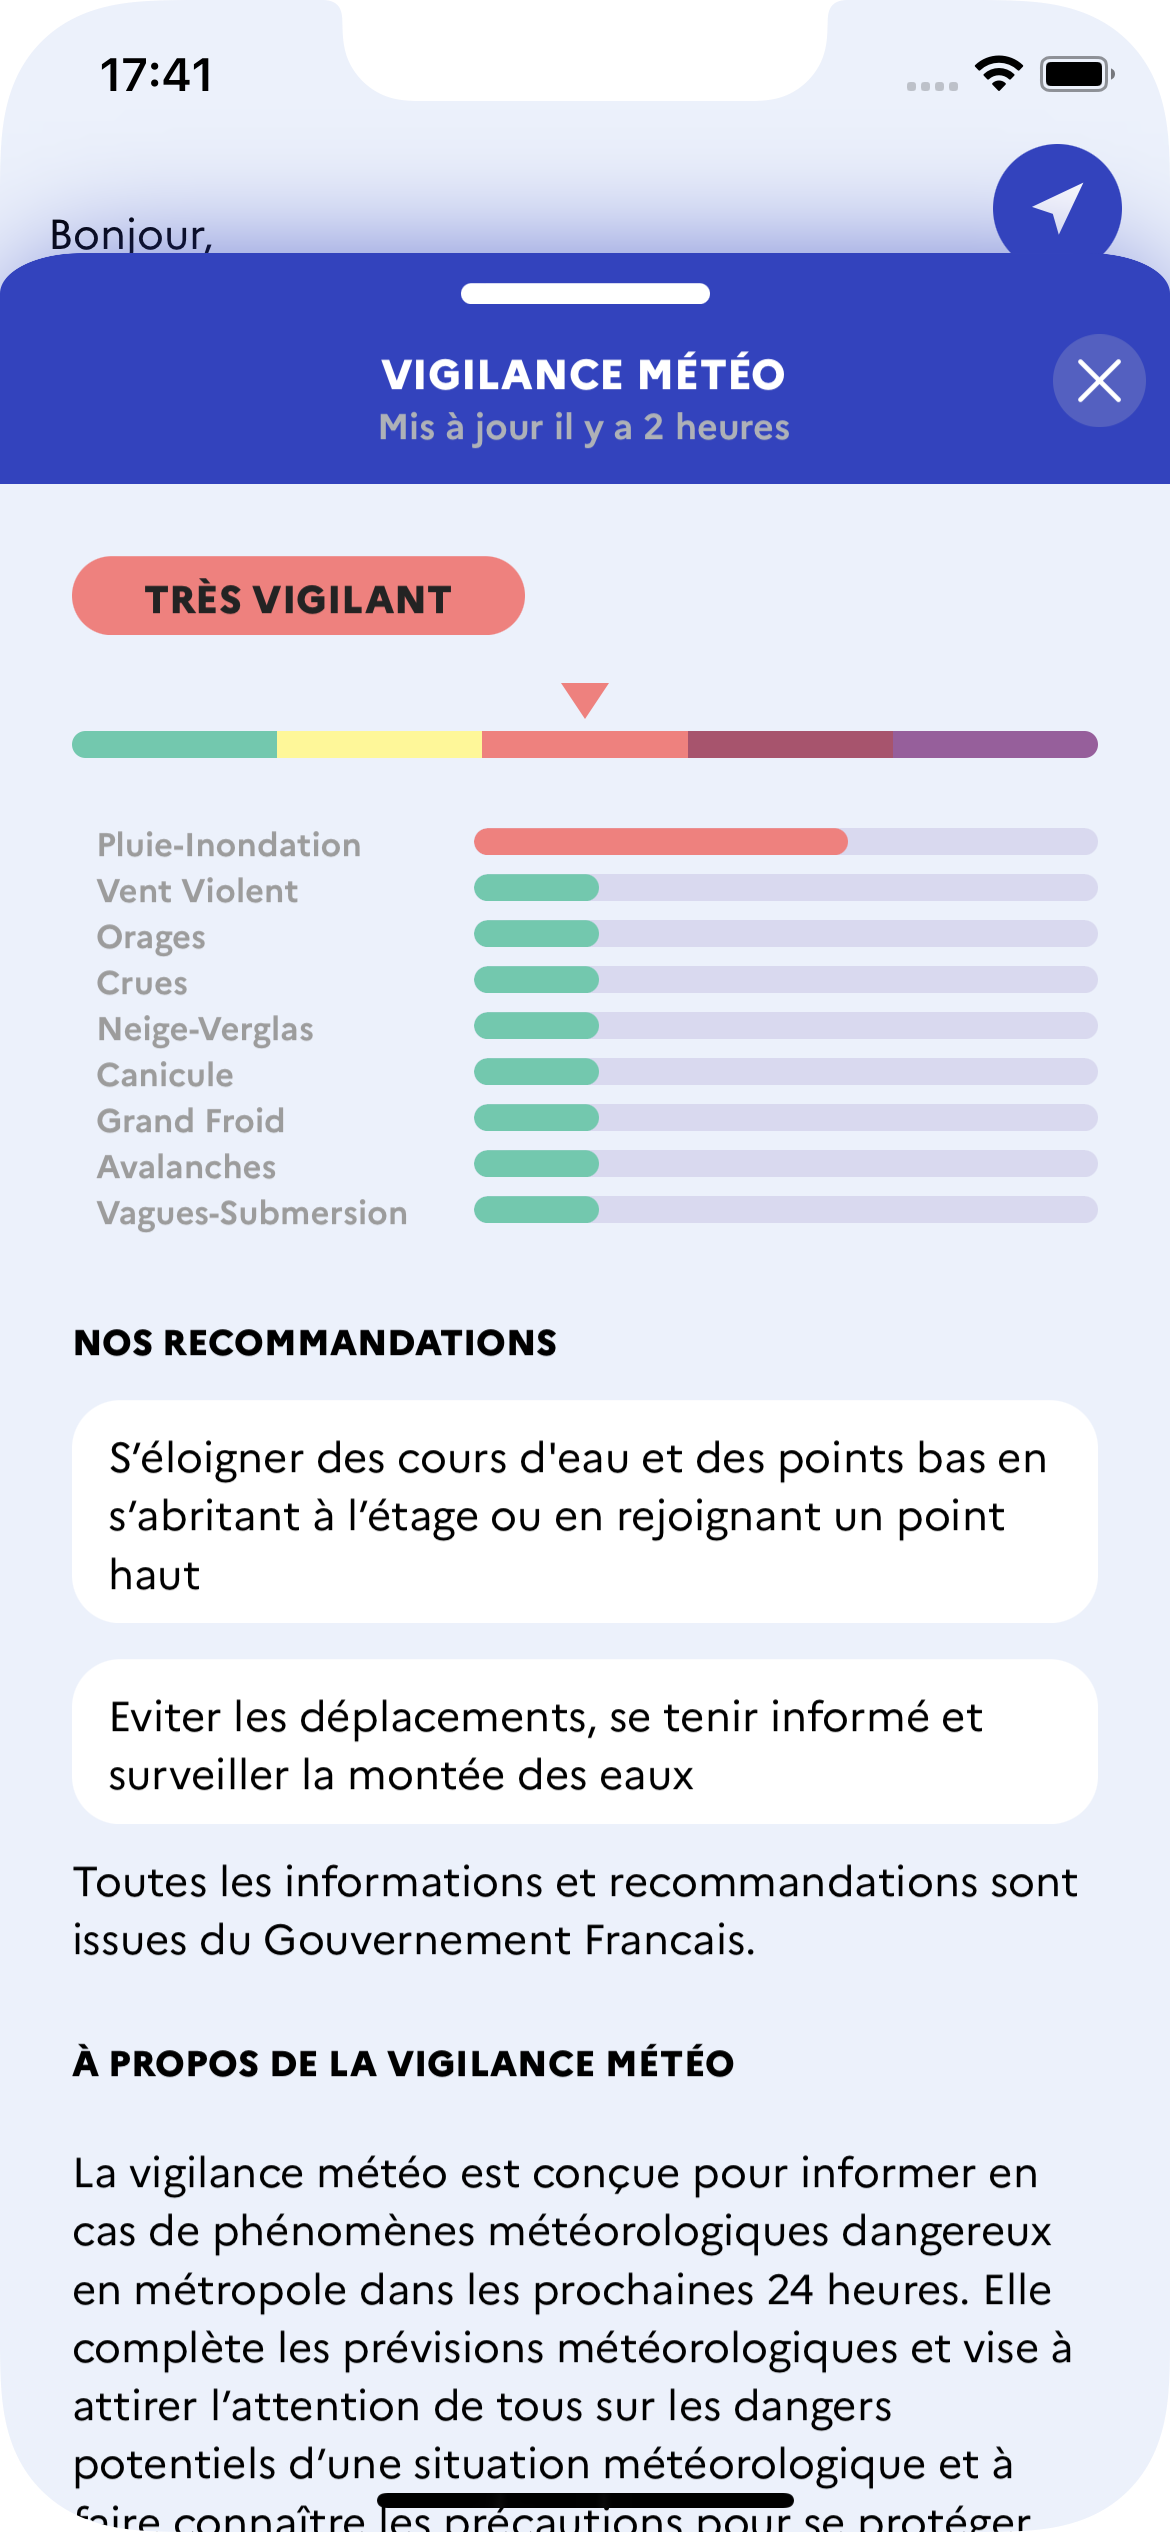 17:41
Bonjour,
VIGILANCE MÉTÉO
Mis à jour il y a 2 heures
TRÈS VIGILANT
Pluie-Inondation
Vent Violent
Orages
Crues
Neige-Verglas
Canicule
Grand Froid
Avalanches
Vagues-Submersion
NOS RECOMMANDATIONS
S’éloigner des cours d'eau et des points bas en
s’abritant à l’étage ou en rejoignant un point
haut
Eviter les déplacements, se tenir informé et
surveiller la montée des eaux
Toutes les informations et recommandations sont
issues du Gouvernement Francais.
À PROPOS DE LA VIGILANCE MÉTÉO
La vigilance météo est conçue pour informer en
cas de phénomènes météorologiques dangereux
en métropole dans les prochaines 24 heures. Elle
complète les prévisions météorologiques et vise à
attirer l’attention de tous sur les dangers
potentiels d’une situation météorologique et à
faire connaître les précautions pour se protéger